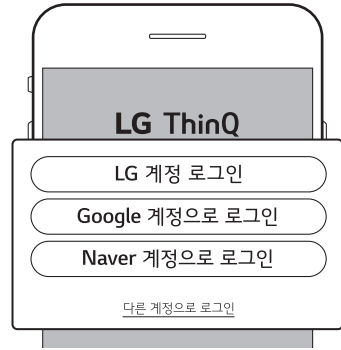 LG ThinQ
LG 계정 로그인
Google 계정으로 로그인
Naver 계정으로 로그인
다른 계정으로 로그인